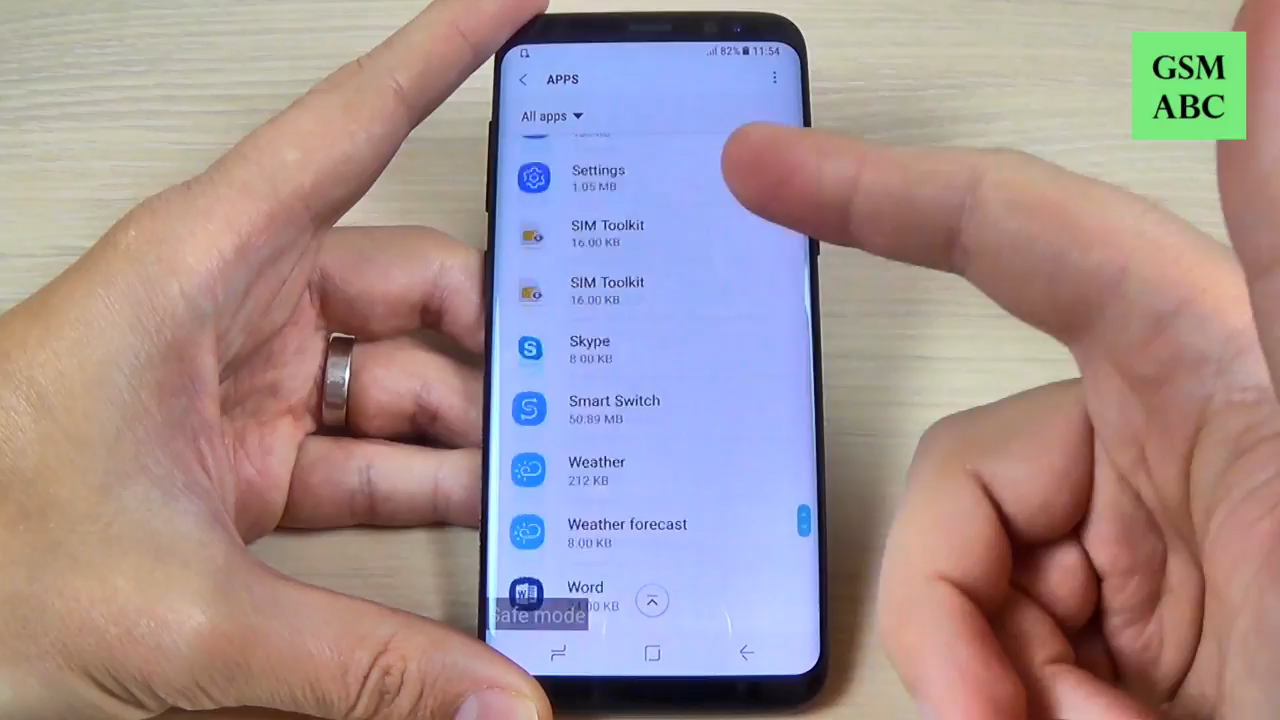 82% 11:54
APPS
All apps
Settings
1.05 MB
SIM Toolkit
16.00 KB
SIM Toolkit
16.00 KB
Skype
8.00 KB
Smart Switch
50.89 MB
Weather
212 KB
Weather forecast
8.00 KB
Word
00 KB
Safe mode
GSM
ABC